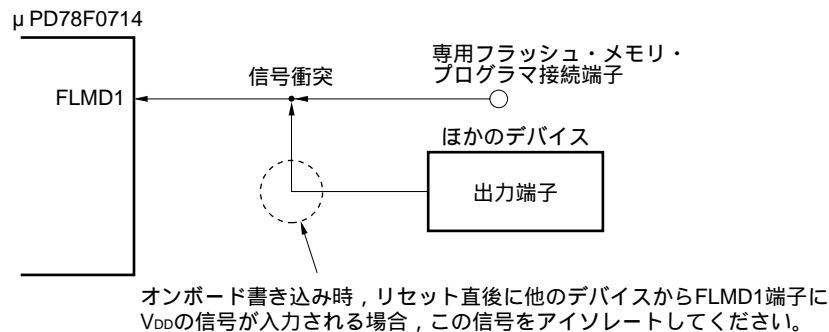 μPD78F0714
専用フラッシュ・メモリ・
プログラマ接続端子
信号衝突
FLMD1
ほかのデバイス
出力端子
オンボード書き込み時，リセット直後に他のデバイスからFLMD1端子に
VDDの信号が入力される場合，この信号をアイソレートしてください。